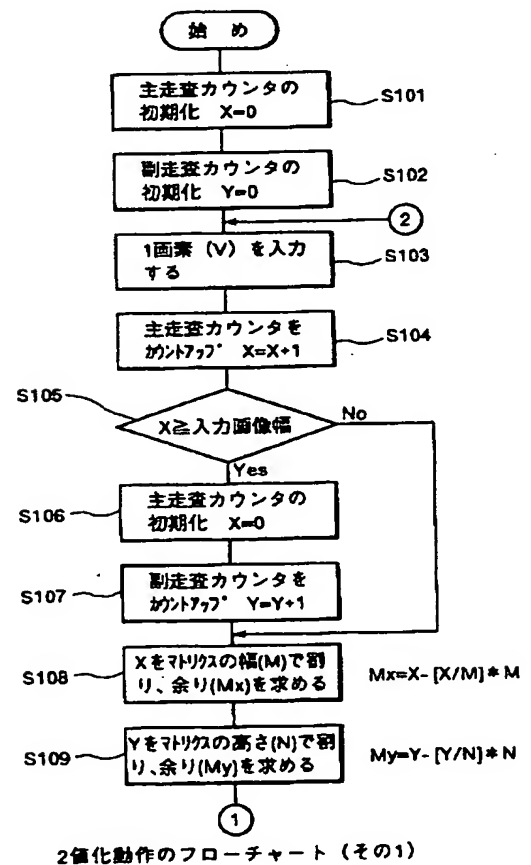 始め
主走査カウンタの
初期化 X=0
S101
副走査カウンタの
初期化 Y=0
S102
2
1画素（V）を入力
する
S103
主走査カウンタを
ｶｳﾝﾄｱｯﾌﾟ X=X+1
S104
S105
X≧入力画像幅
No
Yes
主走査カウンタの
初期化 X=0
S106
副走査カウンタを
ｶｳﾝﾄｱｯﾌﾟ Y=Y+1
S107
Xをﾏﾄﾘｸｽの幅(M)で割
り、余り(Mx)を求める
S108
Mx=X-[X/M]*M
Yをﾏﾄﾘｸｽの高さ(N)で割
り、余り(My)を求める
S109
My=Y-[Y/N]*N
1
2値化動作のフローチャート（その1）